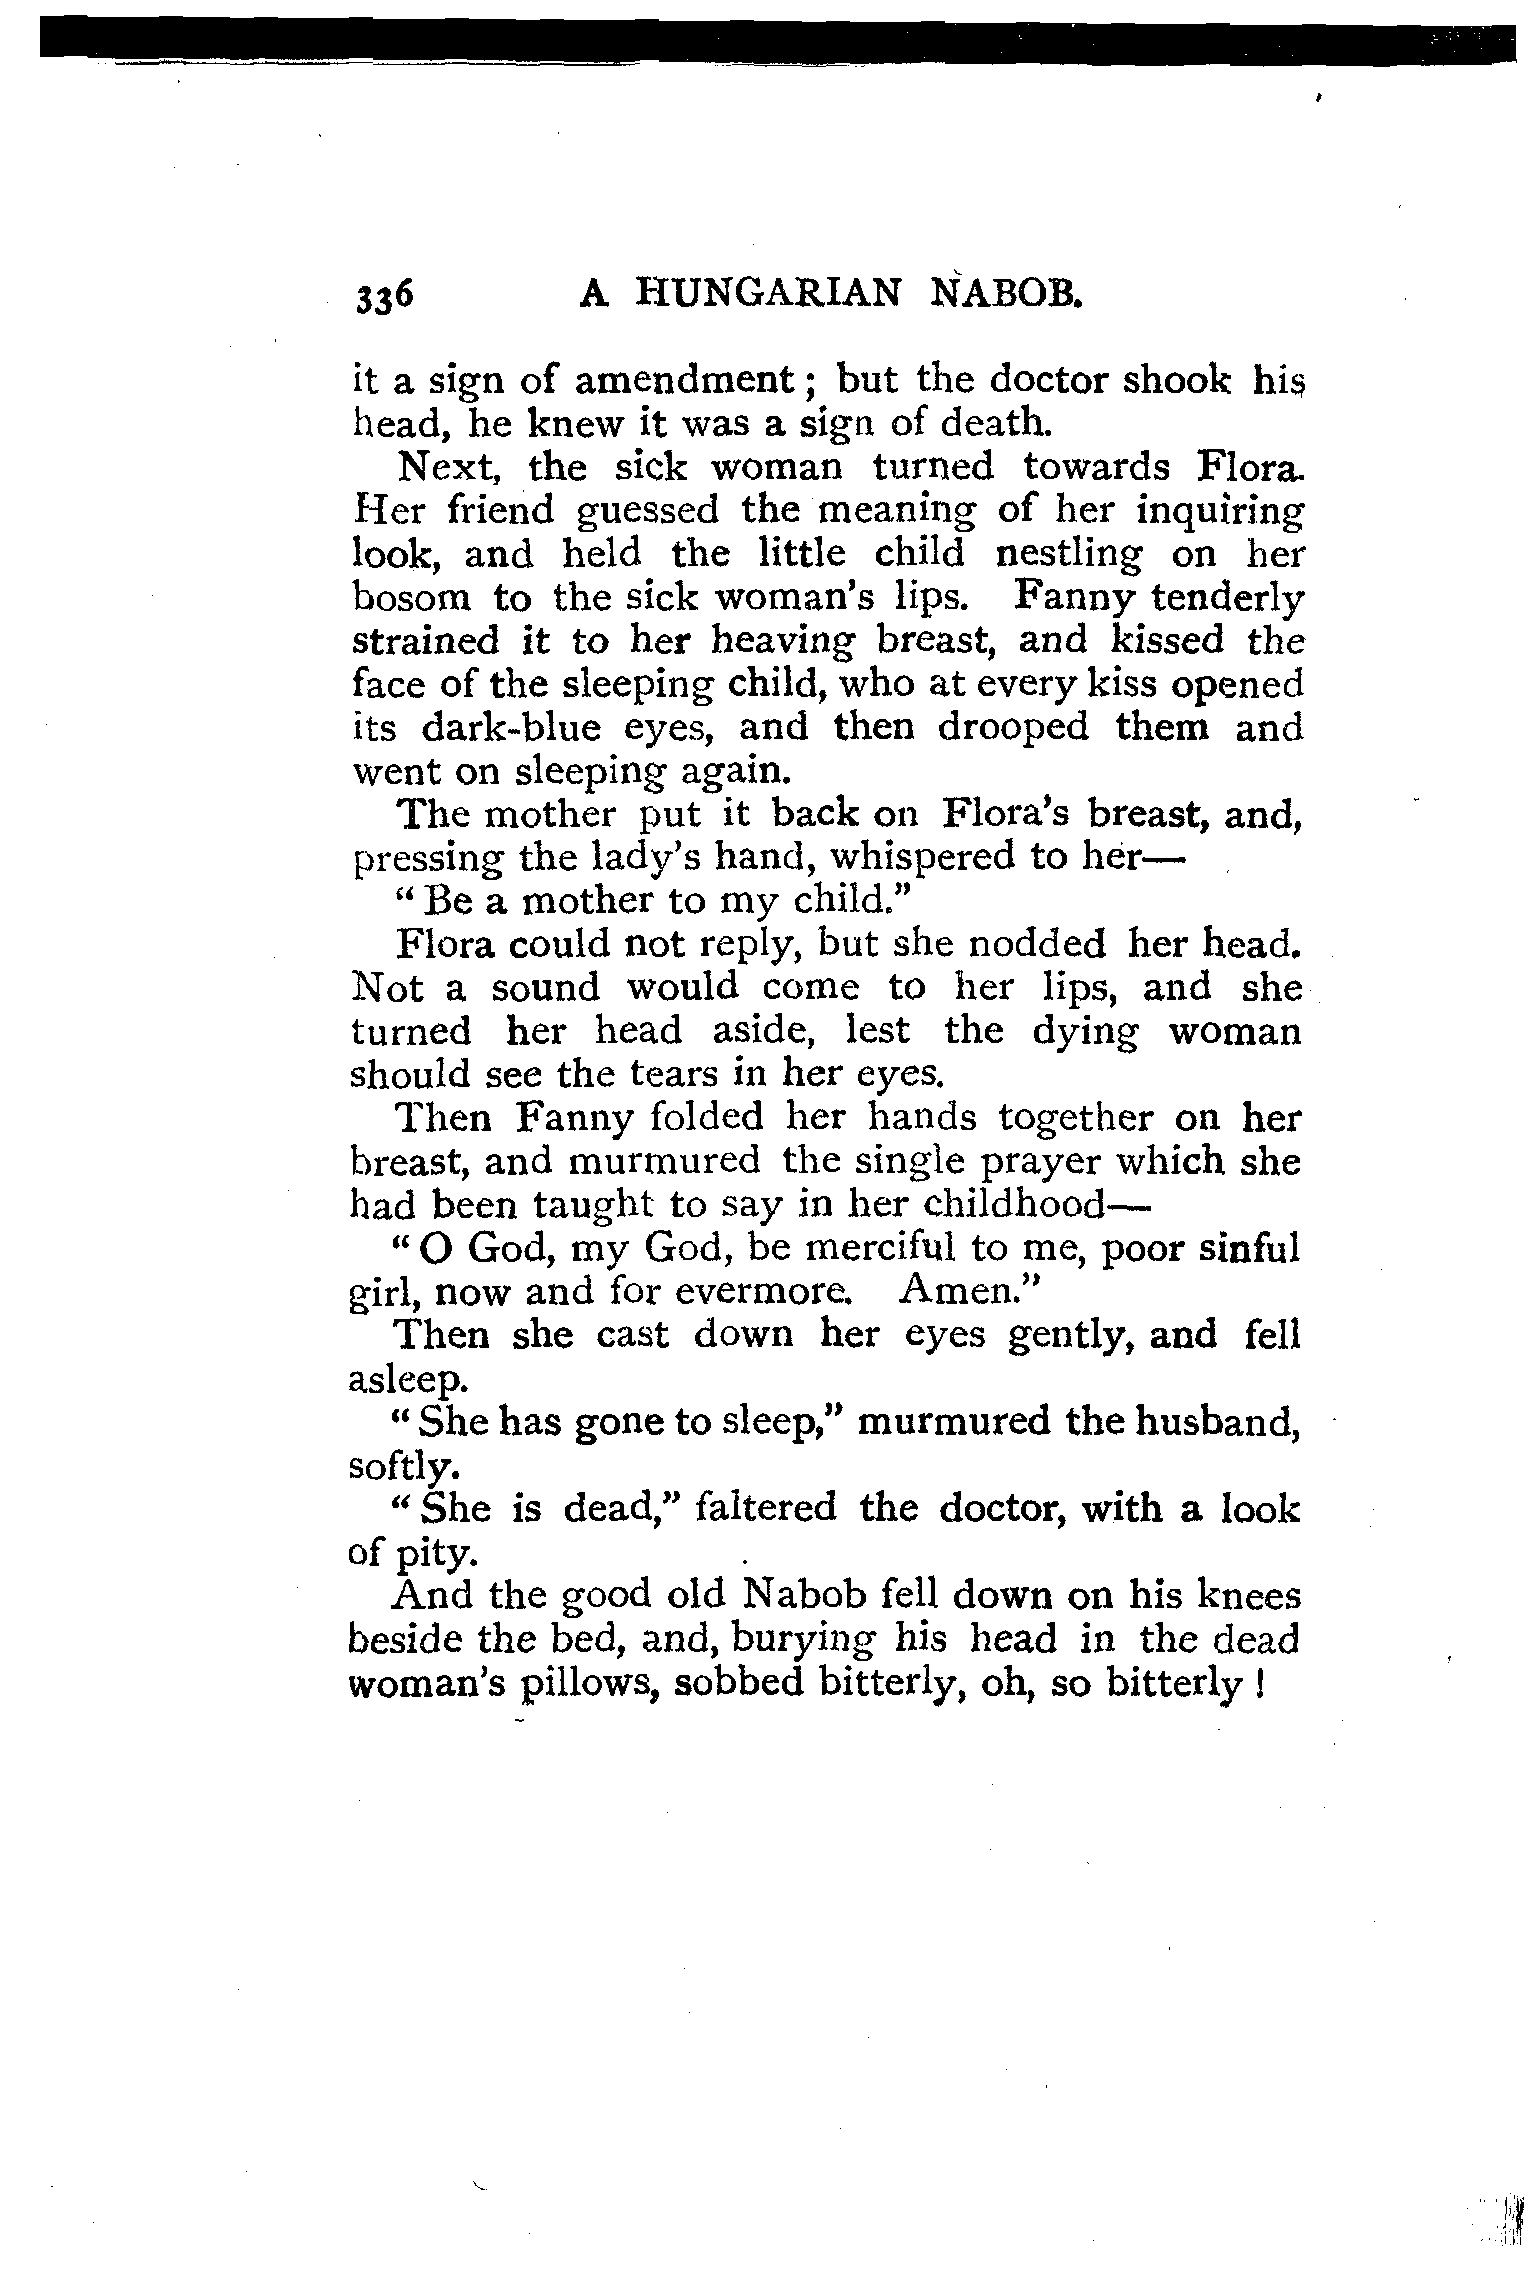 336 A HUNGARIAN NABOB.
it a sign of amendment; but the doctor shook his
head, he knew it was a sign of death.
Next, the sick woman turned towards Flora.
Her friend guessed the meaning of her inquiring
look, and held the little child nestling on her
bosom to the sick woman's lips. Fanny tenderly
strained it to her heaving breast, and kissed the
face of the sleeping child, who at every kiss opened
its dark-blue eyes, and then drooped them and
went on sleeping again.
The mother put it back on Flora's breast, and,
pressing the lady's hand, whispered to her—
"Be a mother to my child."
Flora could not reply, but she nodded her head.
Not a sound would come to her lips, and she
turned her head aside, lest the dying woman
should see the tears in her eyes.
Then Fanny folded her hands together on her
breast, and murmured the single prayer which she
had been taught to say in her childhood—
"O God, my God, be merciful to me, poor sinful
girl, now and for evermore. Amen."
Then she cast down her eyes gently, and fell
asleep.
"She has gone to sleep," murmured the husband,
softly.
"She is dead," faltered the doctor, with a look
of pity.
And the good old Nabob fell down on his knees
beside the bed, and, burying his head in the dead
woman's pillows, sobbed bitterly, oh, so bitterly!